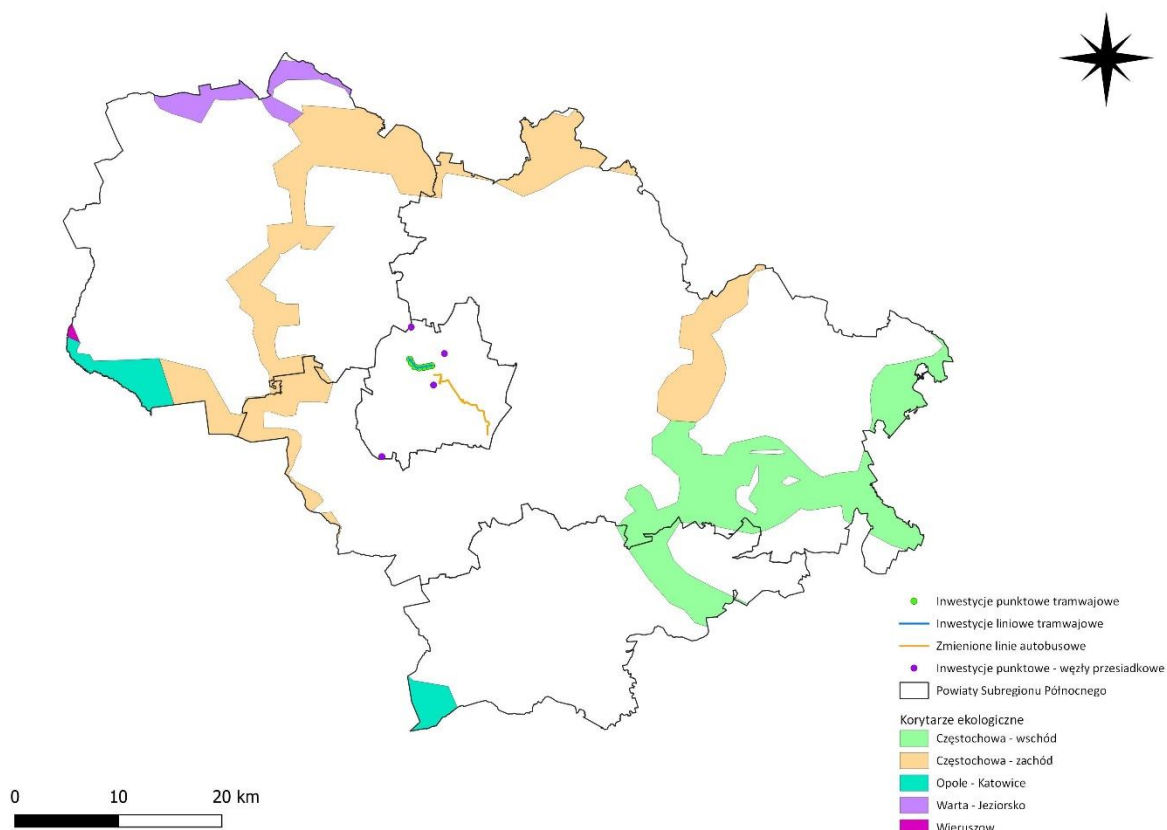 Inwestycje punktowe tramwajowe
Inwestycje liniowe tramwajowe
Zmienione linie autobusowe
Inwestycje punktowe - węzły przesiadkowe
Powiaty Subregionu Północnego
Korytarze ekologiczne
Częstochowa - wschód
Częstochowa - zachód
Opole - Katowice
Warta - Jeziorsko
Wieruszow
0 10 20 km